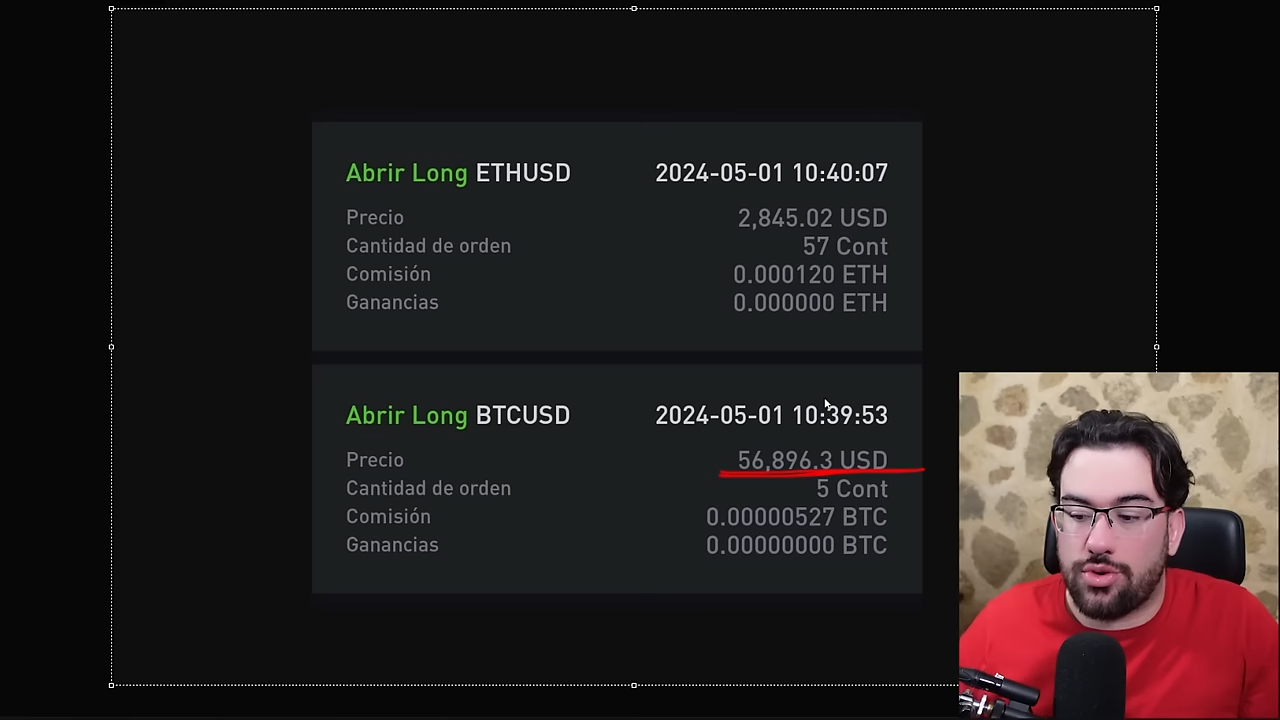 Abrir Long ETHUSD 2024-05-01 10:40:07
Precio 2,845.02 USD
Cantidad de orden 57 Cont
Comisión 0.000120 ETH
Ganancias 0.000000 ETH
Abrir Long BTCUSD 2024-05-01 10:39:53
Precio 56,896.3 USD
Cantidad de orden 5 Cont
Comisión 0.00000527 BTC
Ganancias 0.00000000 BTC